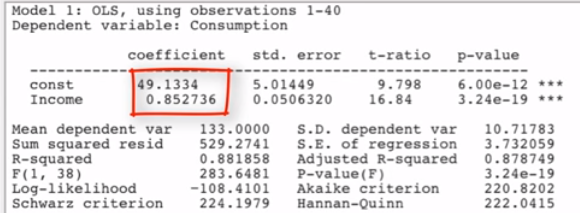 Model 1: OLS, using observations 1-40
Dependent variable: Consumption
coefficient std. error t-ratio p-value
---------------------------------------------------------
const 49.1334 5.01449 9.798 6.00e-12 ***
Income 0.852736 0.0506320 16.84 3.24e-19 ***
Mean dependent var 133.0000 S.D. dependent var 10.71783
Sum squared resid 529.2741 S.E. of regression 3.732059
R-squared 0.881858 Adjusted R-squared 0.878749
F(1, 38) 283.6481 P-value(F) 3.24e-19
Log-likelihood -108.4101 Akaike criterion 220.8202
Schwarz criterion 224.1979 Hannan-Quinn 222.0415